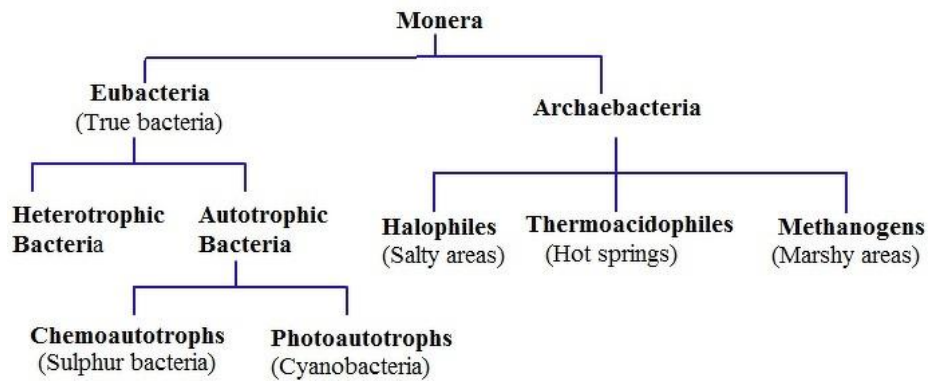 Monera
Eubacteria
(True bacteria)
Archaebacteria
Heterotrophic
Bacteria
Autotrophic
Bacteria
Halophiles
(Salty areas)
Thermoacidophiles
(Hot springs)
Methanogens
(Marshy areas)
Chemoautotrophs
(Sulphur bacteria)
Photoautotrophs
(Cyanobacteria)